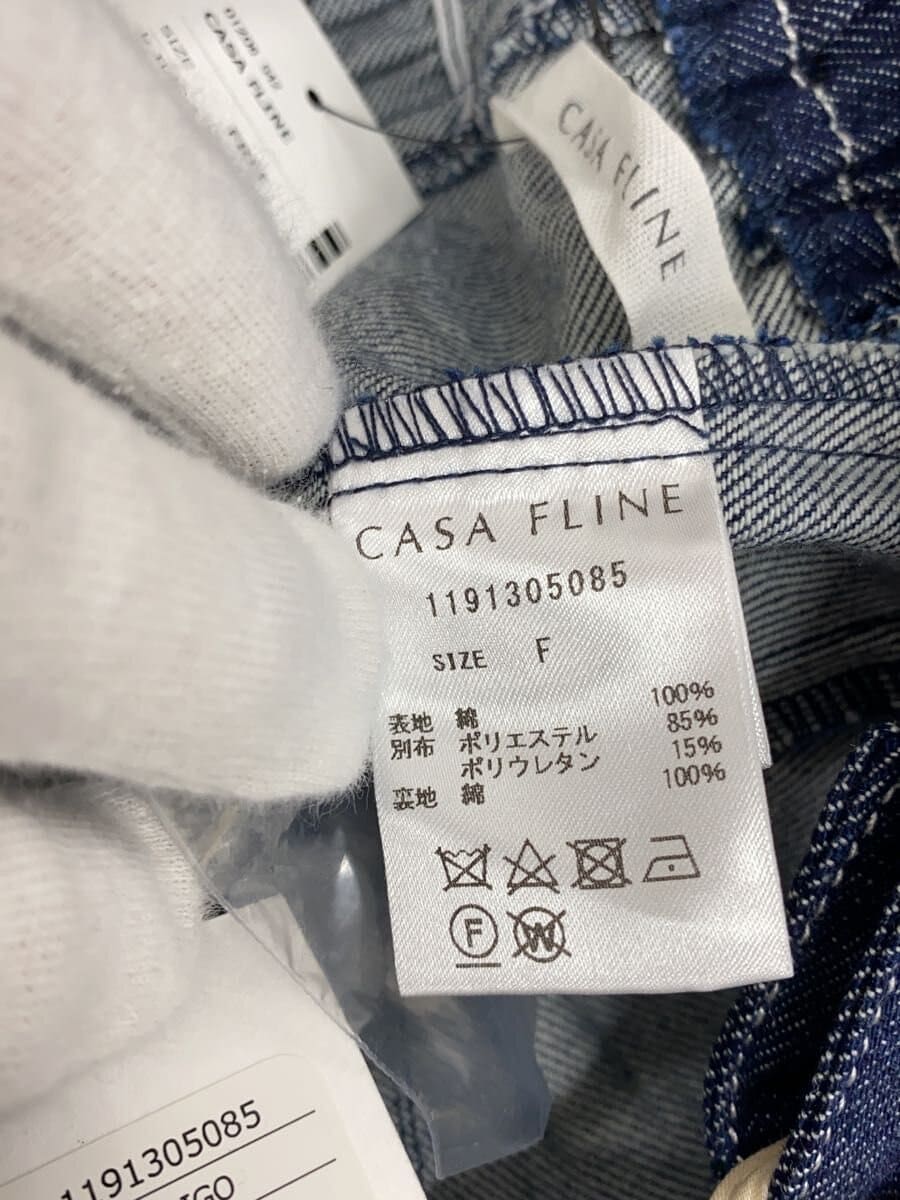 CASA FLINE
SIZE
CASA FLINE
CASA FLINE
1191305085
SIZE F
表地 綿 100%
別布 ポリエステル 85%
ポリウレタン 15%
裏地 綿 100%
F
W
1191305085